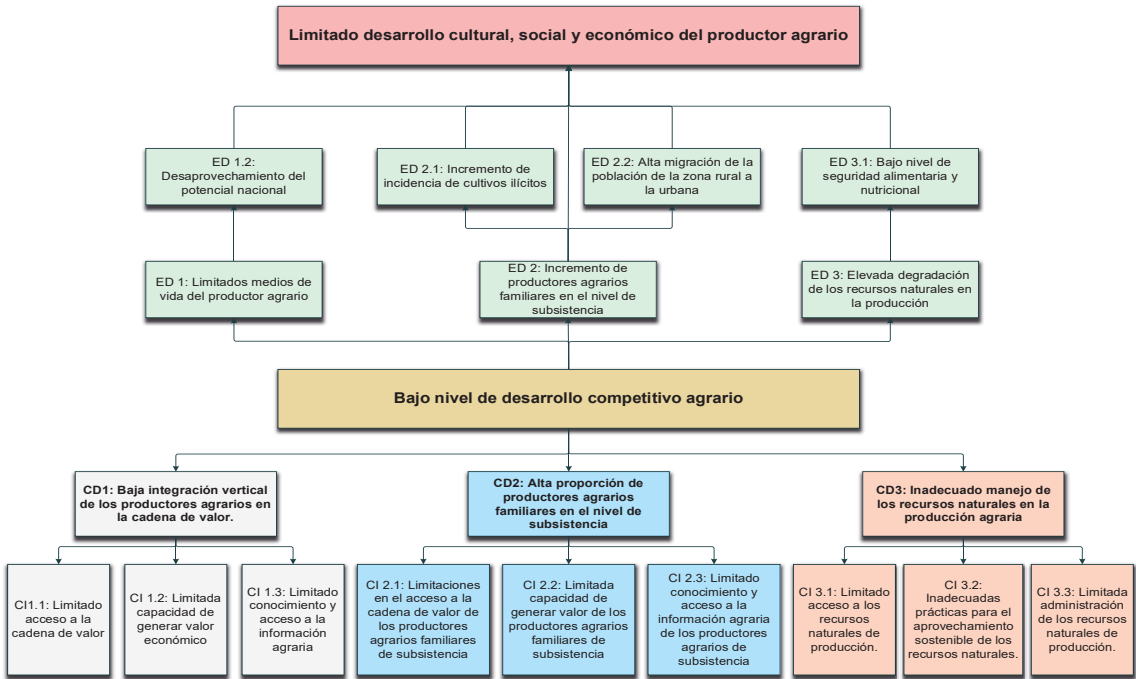 Limitado desarrollo cultural, social y económico del productor agrario
ED 1.2:
Desaprovechamiento del
potencial nacional
ED 2.1: Incremento de
incidencia de cultivos ilícitos
ED 2.2: Alta migración de la
población de la zona rural a
la urbana
ED 3.1: Bajo nivel de
seguridad alimentaria y
nutricional
ED 1: Limitados medios de
vida del productor agrario
ED 2: Incremento de
productores agrarios
familiares en el nivel de
subsistencia
ED 3: Elevada degradación
de los recursos naturales en
la producción
Bajo nivel de desarrollo competitivo agrario
CD1: Baja integración vertical
de los productores agrarios en
la cadena de valor.
CD2: Alta proporción de
productores agrarios
familiares en el nivel de
subsistencia
CD3: Inadecuado manejo de
los recursos naturales en la
producción agraria
CI1.1: Limitado
acceso a la
cadena de valor
CI 1.2: Limitada
capacidad de
generar valor
económico
CI 1.3: Limitado
conocimiento y
acceso a la
información
agraria
CI 2.1: Limitaciones
en el acceso a la
cadena de valor de
los productores
agrarios familiares
de subsistencia
CI 2.2: Limitada
capacidad de
generar valor de los
productores agrarios
familiares de
subsistencia
CI 2.3: Limitado
conocimiento y
acceso a la
información agraria
de los productores
agrarios de
subsistencia
CI 3.1: Limitado
acceso a los
recursos
naturales de
producción.
CI 3.2:
Inadecuadas
prácticas para el
aprovechamiento
sostenible de los
recursos naturales.
CI 3.3: Limitada
administración
de los recursos
naturales de
producción.